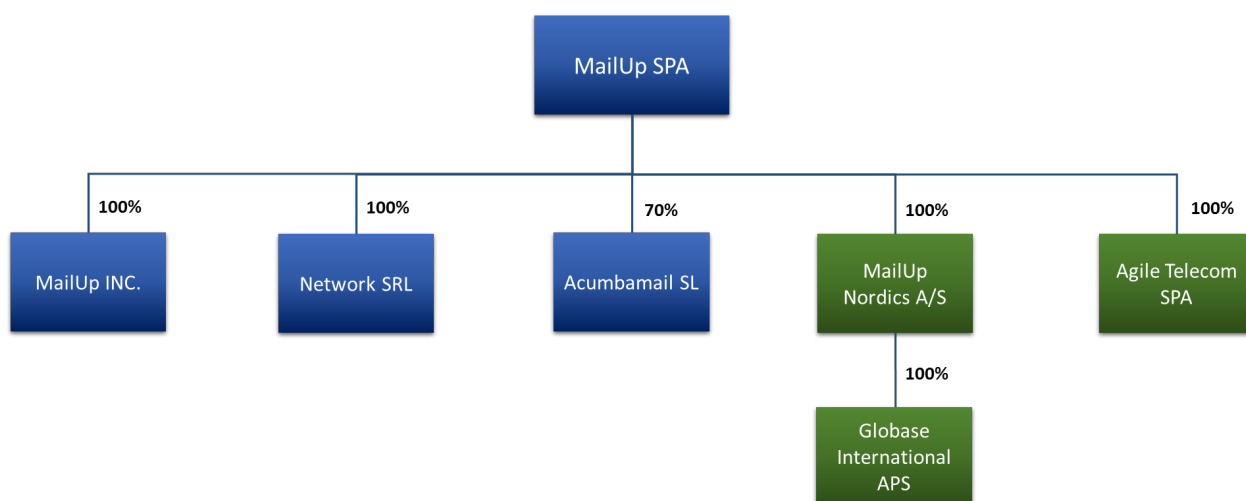 MailUp SPA
100%
100%
70%
100%
100%
MailUp INC.
Network SRL
Acumbamail SL
MailUp
Nordics A/S
Agile Telecom
SPA
100%
Globase
International
APS